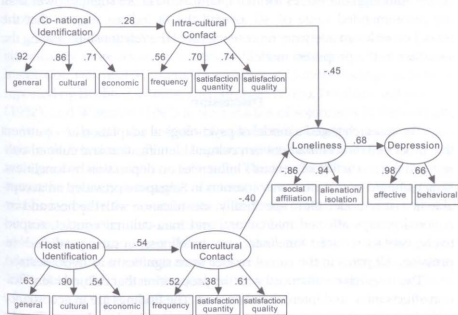 Co-national
Identification
.28
Intra-cultural
Confact
.92
.86
.71
.56
.70
.74
general
cultural
economic
frequency
satisfaction
quantity
satisfaction
quality
-.45
Loneliness
.68
Depression
-.86
.94
.98
.66
social
affiliation
alienation/
isolation
affective
behavioral
-.40
Host national
Identification
.54
Intercultural
Contact
.63
.90
.54
.52
.38
.61
general
cultural
economic
frequency
satisfaction
quantity
satisfaction
quality